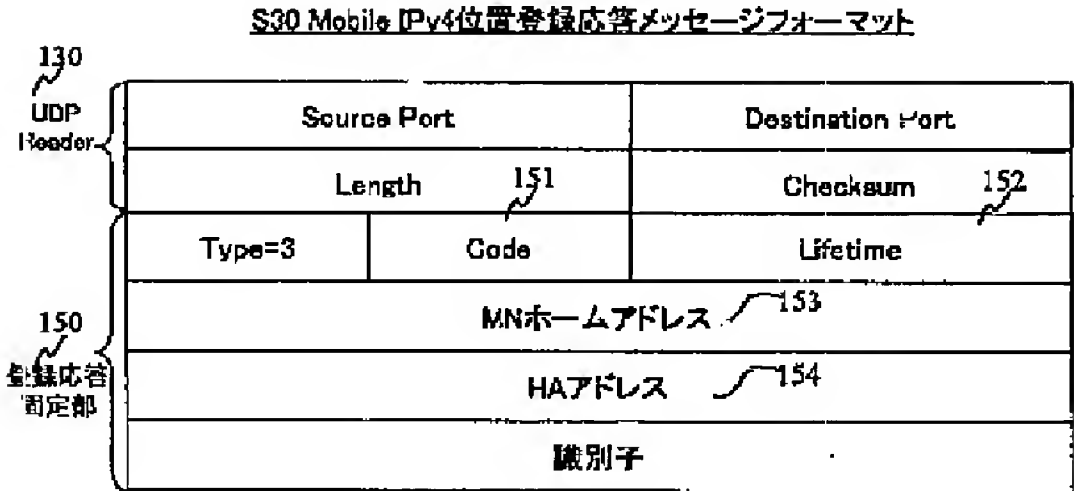 S30 Mobile IPv4位置登録応答メッセージフォーマット
130
UDP
Header
Source Port
Destination Port
Length
151
Checksum
152
Type=3
Code
Lifetime
MNホームアドレス
153
150
登録応答
固定部
HAアドレス
154
識別子